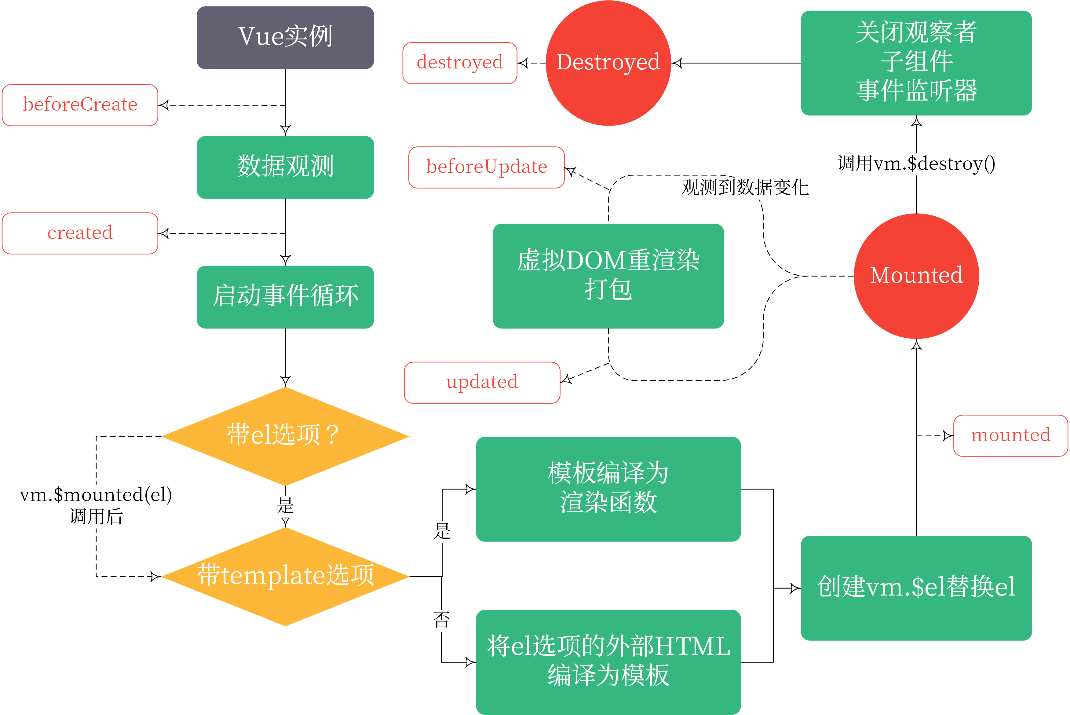 Vue实例
beforeCreate
数据观测
created
启动事件循环
带el选项？
vm.$mounted(el)
调用后
是
带template选项
是
否
模板编译为
渲染函数
将el选项的外部HTML
编译为模板
创建vm.$el替换el
mounted
Mounted
观测到数据变化
beforeUpdate
虚拟DOM重渲染
打包
updated
调用vm.$destroy()
关闭观察者
子组件
事件监听器
Destroyed
destroyed